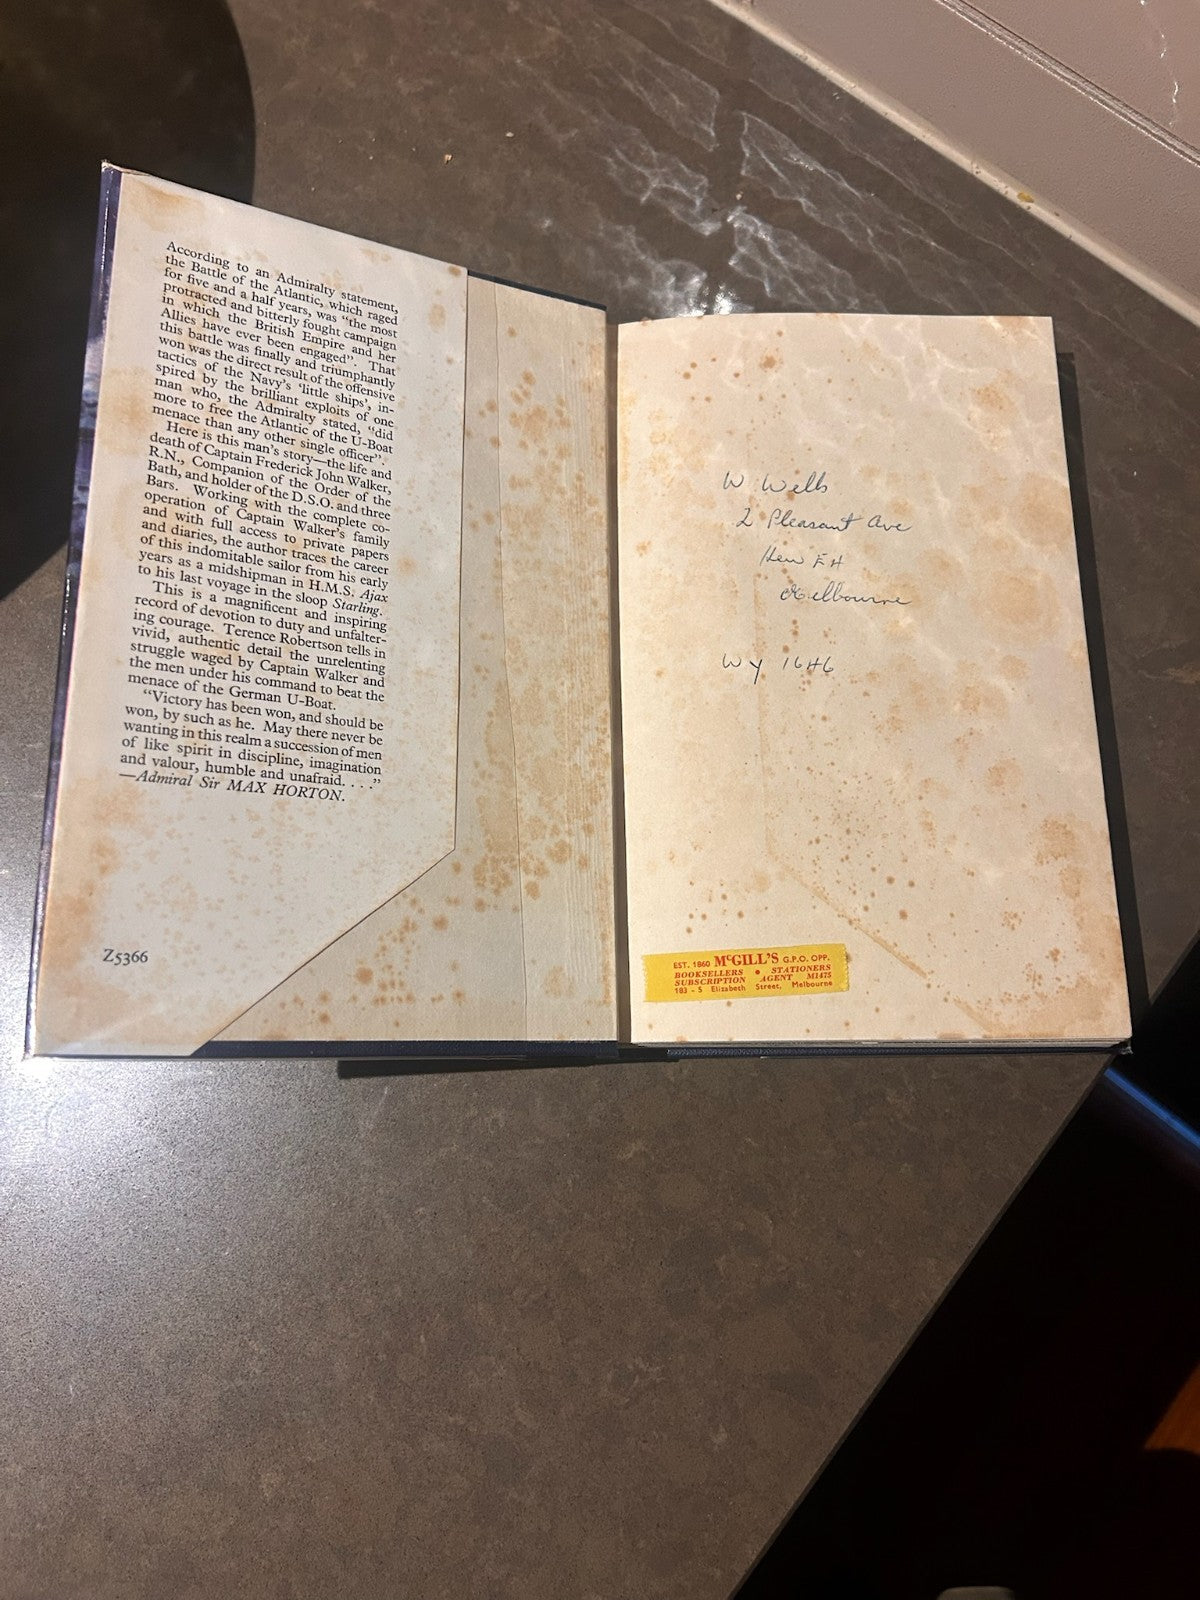 According to an Admiralty statement,
the Battle of the Atlantic, which raged
for five and a half years, was “the most
protracted and bitterly fought campaign
in which the British Empire and her
Allies have ever been engaged”. That
this battle was finally and triumphantly
won was the direct result of the offensive
tactics of the Navy's ‘little ships’, in-
spired by the brilliant exploits of one
man who, the Admiralty stated, “did
more to free the Atlantic of the U-Boat
menace than any other single officer”.
Here is this man's story—the life and
death of Captain Frederick John Walker,
R.N., Companion of the Order of the
Bath, and holder of the D.S.O. and three
Bars. Working with the complete co-
operation of Captain Walker's family
and with full access to private papers
and diaries, the author traces the career
of this indomitable sailor from his early
years as a midshipman in H.M.S. Ajax
to his last voyage in the sloop Starling.
This is a magnificent and inspiring
record of devotion to duty and unfalter-
ing courage. Terence Robertson tells in
vivid, authentic detail the unrelenting
struggle waged by Captain Walker and
the men under his command to beat the
menace of the German U-Boat.
“Victory has been won, and should be
won, by such as he. May there never be
wanting in this realm a succession of men
of like spirit in discipline, imagination
and valour, humble and unafraid. . . .”
—Admiral Sir MAX HORTON.
Z5366
W. Wells
2 Pleasant Ave
Kew EH
Melbourne
WY 1646
EST. 1860 McGILL'S G.P.O. OPP.
BOOKSELLERS • STATIONERS
SUBSCRIPTION AGENT M1475
183 - 5 Elizabeth Street, Melbourne